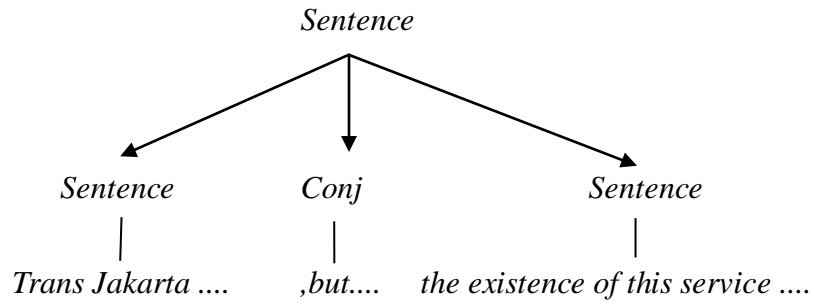 Sentence
Sentence Conj Sentence
Trans Jakarta .... ,but.... the existence of this service ....